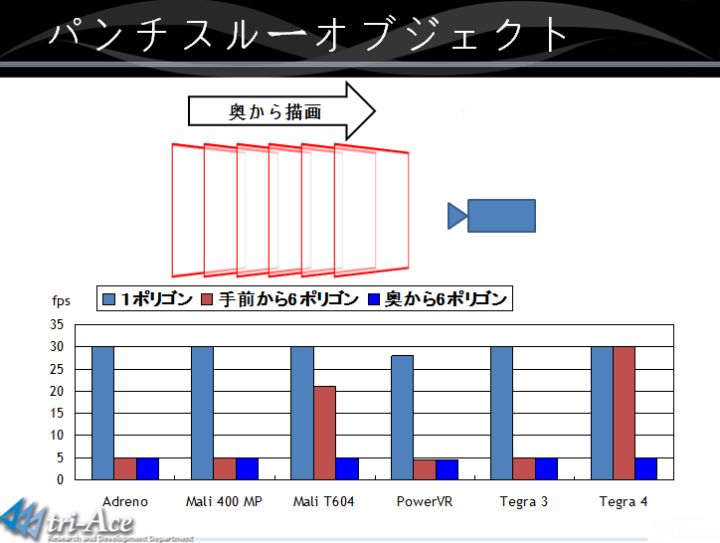 パンチスルーオブジェクト
奥から描画
fps
1ポリゴン 手前から6ポリゴン 奥から6ポリゴン
35
30
25
20
15
10
5
0
Adreno Mali 400 MP Mali T604 PowerVR Tegra 3 Tegra 4
tri-Ace
Research and Development Department